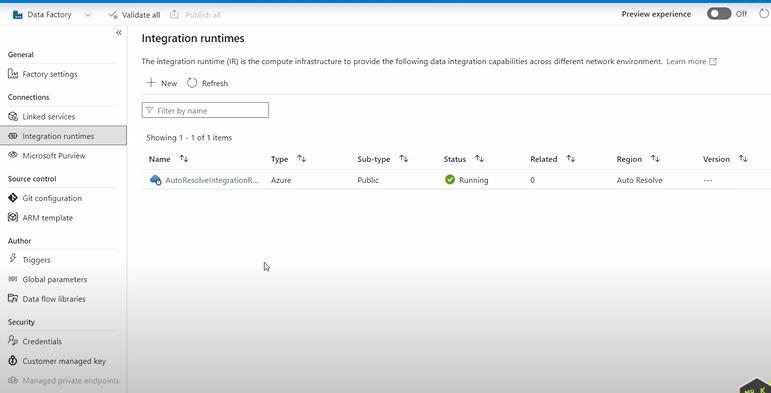 Data Factory
Validate all
Publish all
Preview experience
Off
General
Factory settings
Connections
Linked services
Integration runtimes
Microsoft Purview
Source control
Git configuration
ARM template
Author
Triggers
Global parameters
Data flow libraries
Security
Credentials
Customer managed key
Managed private endpoints
Integration runtimes
The integration runtime (IR) is the compute infrastructure to provide the following data integration capabilities across different network environment. Learn more
New Refresh
Filter by name
Showing 1 - 1 of 1 items
Name Type Sub-type Status Related Region Version
AutoResolveIntegrationR... Azure Public Running 0 Auto Resolve ---